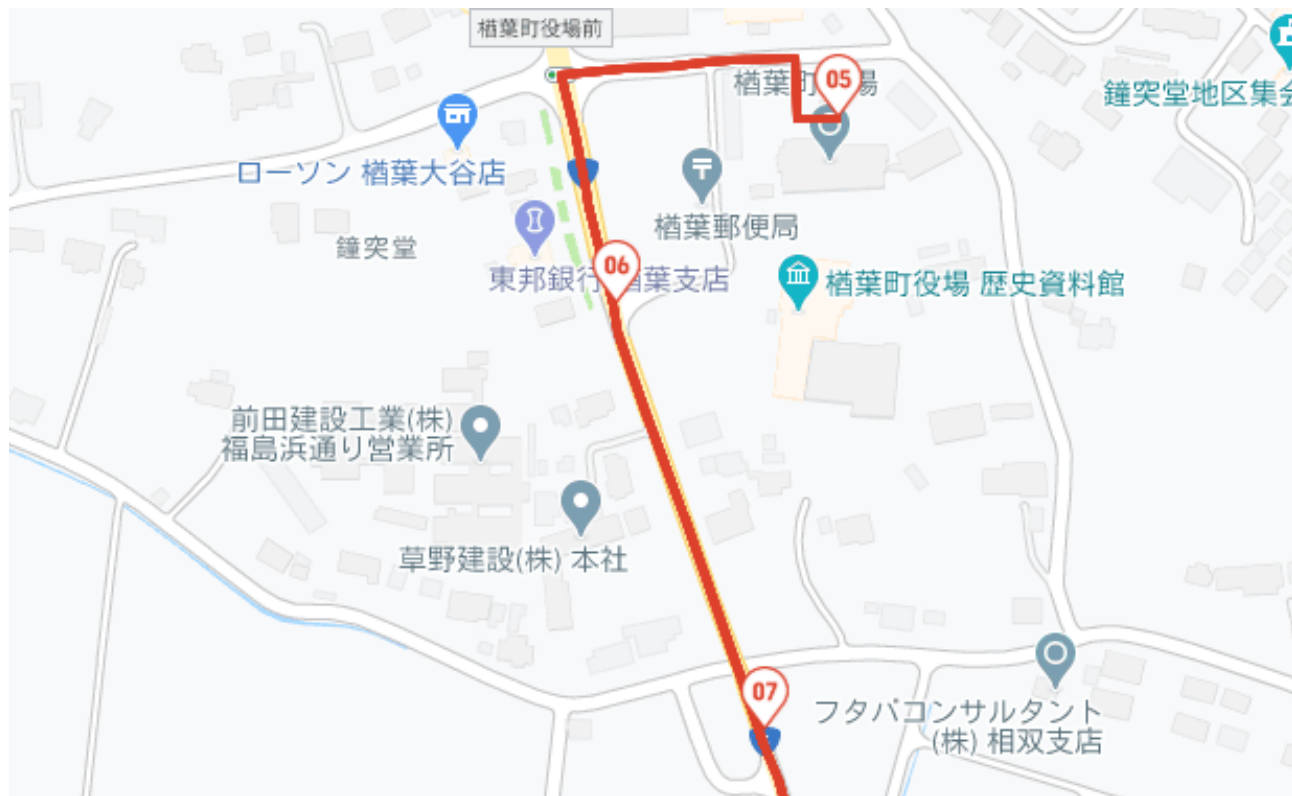 楢葉町役場前
05
楢葉町
場
鐘突堂地区集会
ローソン 楢葉大谷店
楢葉郵便局
鐘突堂
06
東邦銀行
楢葉支店
楢葉町役場 歴史資料館
前田建設工業(株)
福島浜通り営業所
草野建設(株) 本社
07
フタバコンサルタント
(株) 相双支店